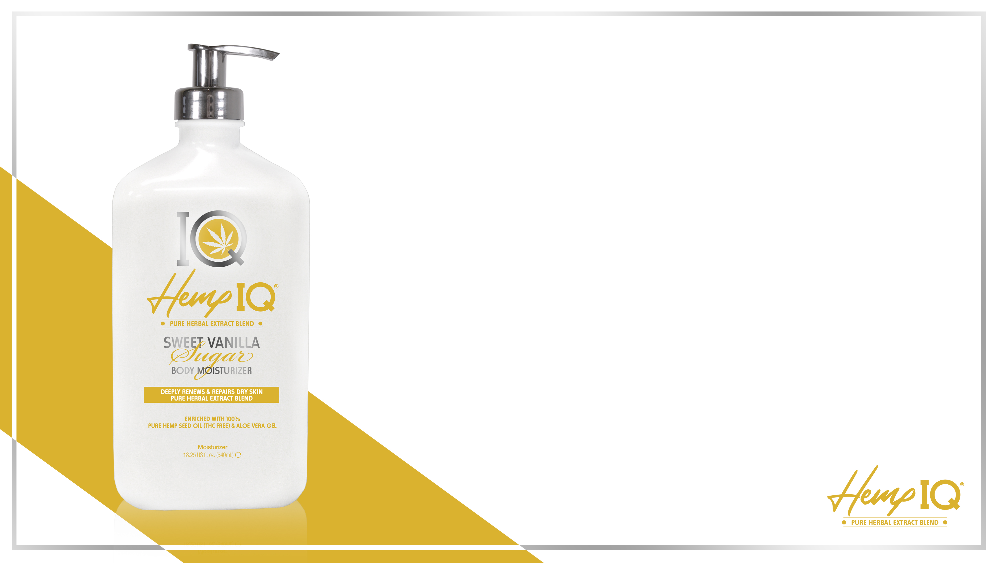 IQ
Hemp IQ®
• PURE HERBAL EXTRACT BLEND •
SWEET VANILLA
Sugar
BODY MOISTURIZER
DEEPLY RENEWS & REPAIRS DRY SKIN
PURE HERBAL EXTRACT BLEND
ENRICHED WITH 100%
PURE HEMP SEED OIL (THC FREE) & ALOE VERA GEL
Moisturizer
18.25 US fl. oz. (540mL) ℮
Hemp IQ®
• PURE HERBAL EXTRACT BLEND •